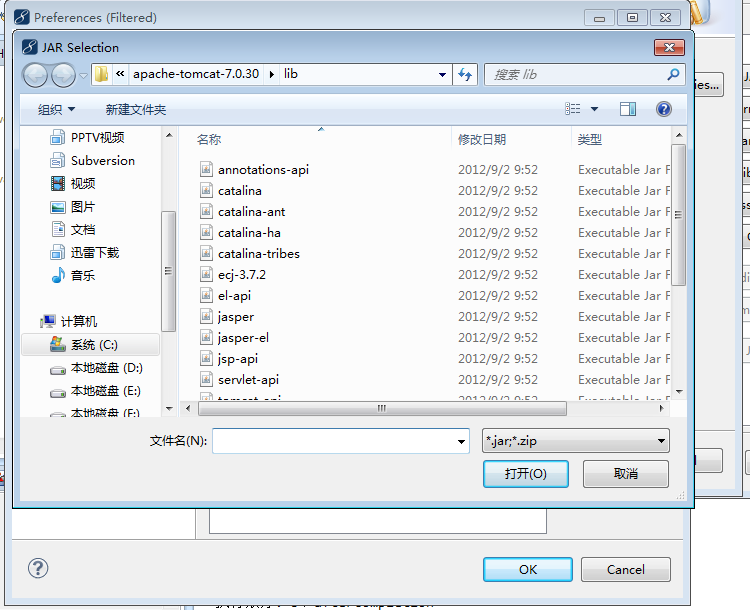 Preferences (Filtered)
JAR Selection
« apache-tomcat-7.0.30 lib
搜索 lib
ies...
组织 新建文件夹
PPTV视频
Subversion
视频
图片
文档
迅雷下载
音乐
计算机
系统 (C:)
本地磁盘 (D:)
本地磁盘 (E:)
本地磁盘 (F:)
名称 修改日期 类型
annotations-api 2012/9/2 9:52 Executable Jar F
catalina 2012/9/2 9:52 Executable Jar F
catalina-ant 2012/9/2 9:52 Executable Jar F
catalina-ha 2012/9/2 9:52 Executable Jar F
catalina-tribes 2012/9/2 9:52 Executable Jar F
ecj-3.7.2 2012/9/2 9:52 Executable Jar F
el-api 2012/9/2 9:52 Executable Jar F
jasper 2012/9/2 9:52 Executable Jar F
jasper-el 2012/9/2 9:52 Executable Jar F
jsp-api 2012/9/2 9:52 Executable Jar F
servlet-api 2012/9/2 9:52 Executable Jar F
文件名(N):
*.jar;*.zip
打开(O) 取消
OK Cancel